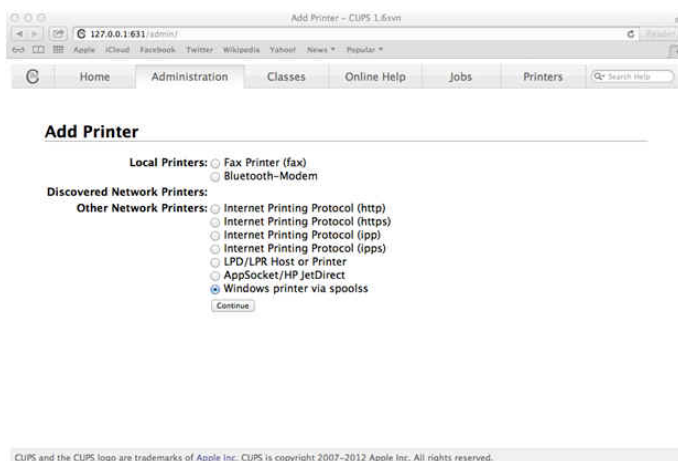 Add Printer – CUPS 1.6svn
127.0.0.1:631/admin/ Reader
Apple iCloud Facebook Twitter Wikipedia Yahoo! News Popular
Home Administration Classes Online Help Jobs Printers Search Help
Add Printer
Local Printers: Fax Printer (fax)
Bluetooth-Modem
Discovered Network Printers:
Other Network Printers: Internet Printing Protocol (http)
Internet Printing Protocol (https)
Internet Printing Protocol (ipp)
Internet Printing Protocol (ipps)
LPD/LPR Host or Printer
AppSocket/HP JetDirect
Windows printer via spoolss
Continue
CUPS and the CUPS logo are trademarks of Apple Inc. CUPS is copyright 2007-2012 Apple Inc. All rights reserved.